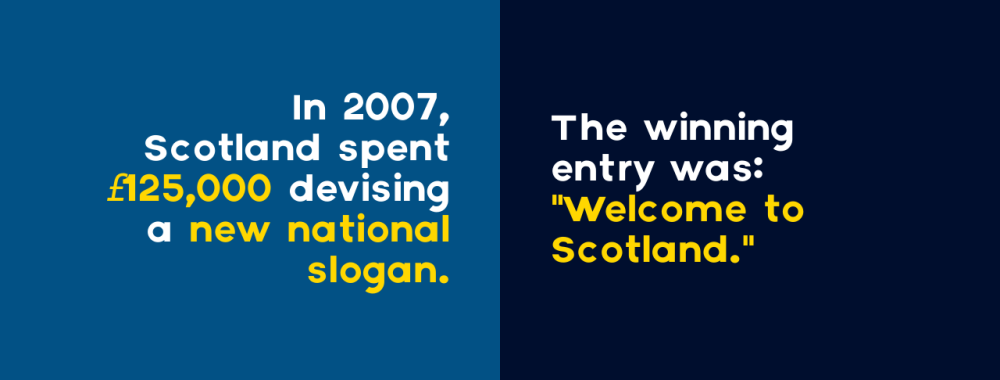 In 2007,
Scotland spent
£125,000 devising
a new national
slogan.
The winning
entry was:
"Welcome to
Scotland."